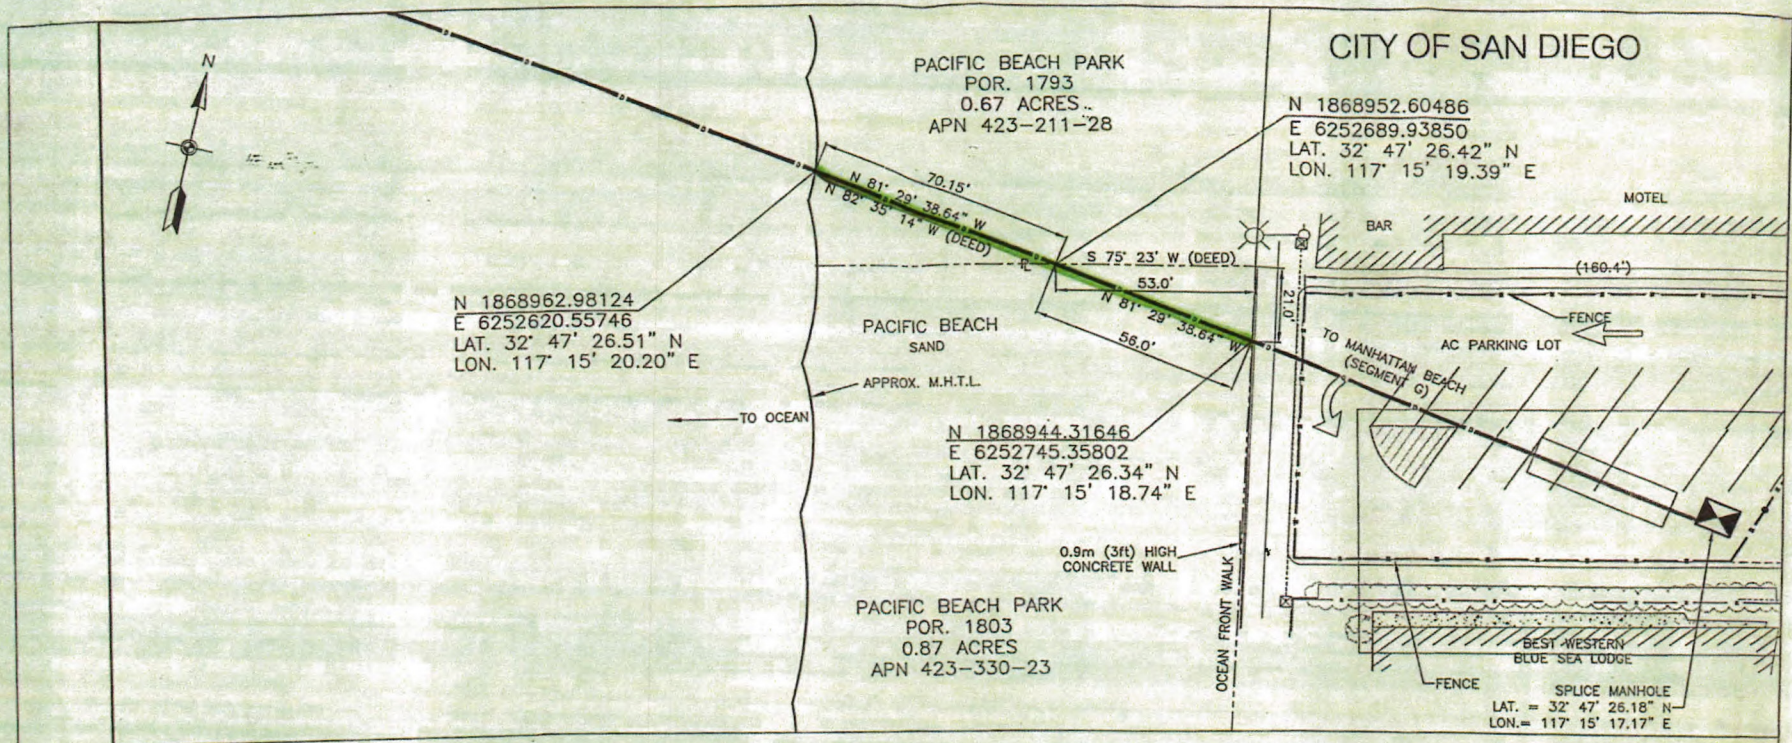 CITY OF SAN DIEGO
N
PACIFIC BEACH PARK
POR. 1793
0.67 ACRES
APN 423-211-28
N 1868952.60486
E 6252689.93850
LAT. 32° 47' 26.42" N
LON. 117° 15' 19.39" E
MOTEL
BAR
70.15'
N 81° 29' 38.64" W
N 82° 35' 14" W (DEED)
PL
S 75° 23' W (DEED)
53.0'
N 81° 29' 38.64" W
56.0'
21.0'
(160.4')
FENCE
N 1868962.98124
E 6252620.55746
LAT. 32° 47' 26.51" N
LON. 117° 15' 20.20" E
PACIFIC BEACH
SAND
TO MANHATTAN BEACH
(SEGMENT G)
AC PARKING LOT
APPROX. M.H.T.L.
TO OCEAN
N 1868944.31646
E 6252745.35802
LAT. 32° 47' 26.34" N
LON. 117° 15' 18.74" E
0.9m (3ft) HIGH
CONCRETE WALL
OCEAN FRONT WALK
PACIFIC BEACH PARK
POR. 1803
0.87 ACRES
APN 423-330-23
BEST WESTERN
BLUE SEA LODGE
FENCE
SPLICE MANHOLE
LAT. = 32° 47' 26.18" N
LON.= 117° 15' 17.17" E